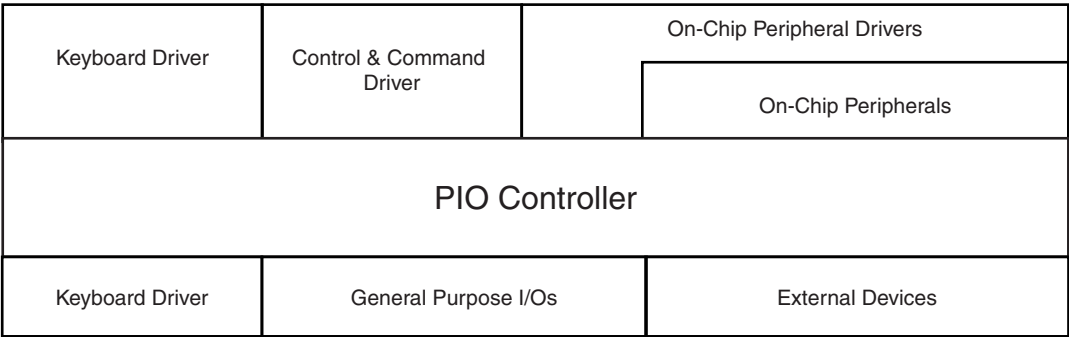 Keyboard Driver
Control & Command
Driver
On-Chip Peripheral Drivers
On-Chip Peripherals
PIO Controller
Keyboard Driver
General Purpose I/Os
External Devices